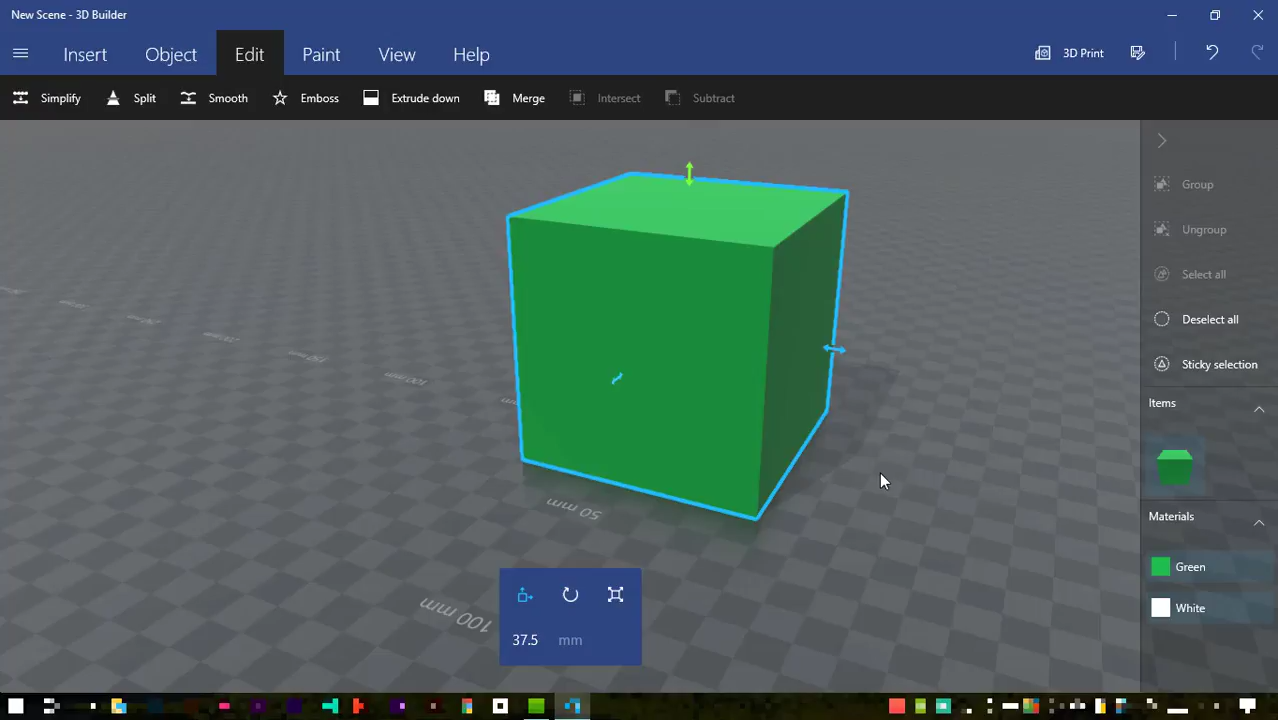 New Scene - 3D Builder
Insert Object Edit Paint View Help 3D Print
Simplify Split Smooth Emboss Extrude down Merge Intersect Subtract
Group
Ungroup
Select all
Deselect all
Sticky selection
Items
Materials
Green
White
100 mm
50 mm
100 mm
37.5 mm